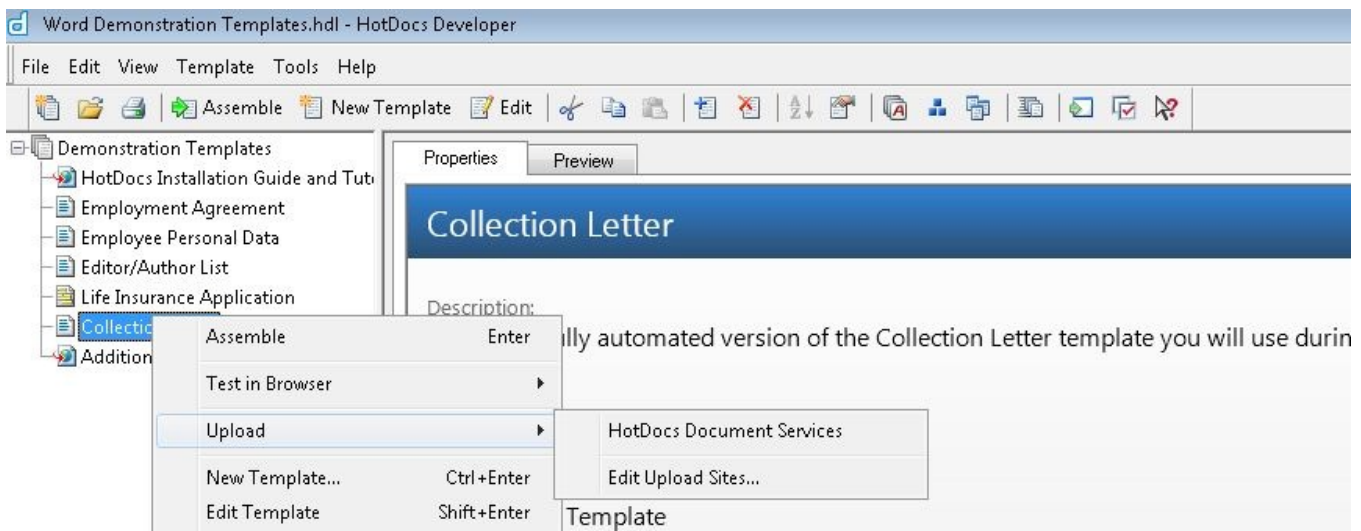 Word Demonstration Templates.hdl - HotDocs Developer
File Edit View Template Tools Help
Assemble New Template Edit
Demonstration Templates
HotDocs Installation Guide and Tut
Employment Agreement
Employee Personal Data
Editor/Author List
Life Insurance Application
Collectio
Addition
Properties Preview
Collection Letter
Description:
lly automated version of the Collection Letter template you will use durin
Template
Assemble Enter
Test in Browser
Upload
New Template... Ctrl+Enter
Edit Template Shift+Enter
HotDocs Document Services
Edit Upload Sites...